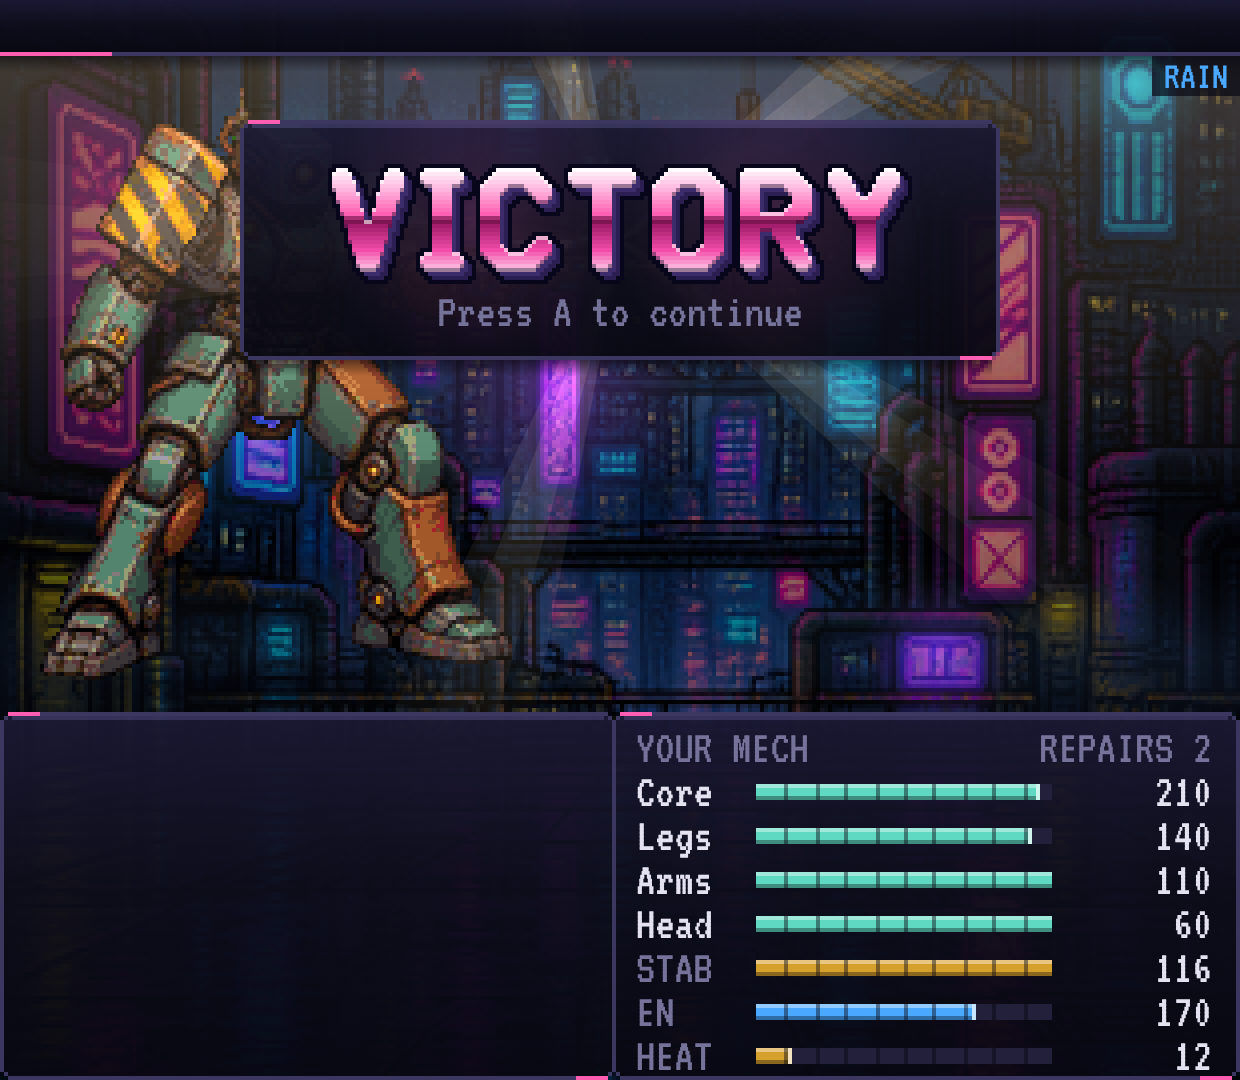 RAIN
VICTORY
Press A to continue
YOUR MECH REPAIRS 2
Core 210
Legs 140
Arms 110
Head 60
STAB 116
EN 170
HEAT 12